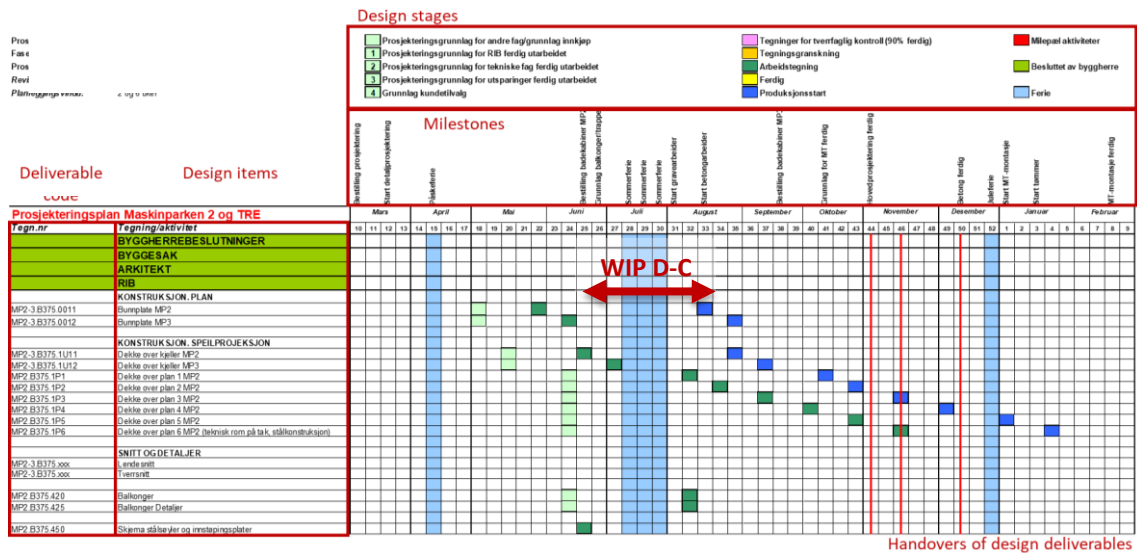 Design stages
Pros
Fase
Pros
Revi
Prosjekteringsgrunnlag for andre fag/grunnlag innkjøp
1 Prosjekteringsgrunnlag for RIB ferdig utarbeidet
2 Prosjekteringsgrunnlag for tekniske fag ferdig utarbeidet
3 Prosjekteringsgrunnlag for utsparinger ferdig utarbeidet
4 Grunnlag kundetilvalg
Tegninger for tverrfaglig kontroll (90% ferdig)
Tegningsgranskning
Arbeidstegning
Ferdig
Produksjonsstart
Milepæl aktiviteter
Besluttet av byggherre
Ferie
Milestones
Bestilling prosjektering
Start detaljprosjektering
Påskeferie
Bestilling badekabiner MP2
Grunnlag balkonger/trapper
Sommerferie
Sommerferie
Sommerferie
Start gravearbeider
Start betongarbeider
Bestilling badekabiner MP3
Grunnlag for MT ferdig
Hovedprosjektering ferdig
Betong ferdig
Juleferie
Start MT-montasje
Start tømmer
MT-montasje ferdig
Deliverable
code
Design items
Prosjekteringsplan Maskinparken 2 og TRE
Mars April Mai Juni Juli August September Oktober November Desember Januar Februar
Tegn.nr Tegning/aktivitet 10 11 12 13 14 15 16 17 18 19 20 21 22 23 24 25 26 27 28 29 30 31 32 33 34 35 36 37 38 39 40 41 42 43 44 45 46 47 48 49 50 51 52 1 2 3 4 5 6 7 8 9
BYGGHERREBESLUTNINGER
BYGGESAK
ARKITEKT
RIB
WIP D-C
KONSTRUKSJON. PLAN
MP2-3.B375.0011 Bunnplate MP2
MP2-3.B375.0012 Bunnplate MP3
KONSTRUKSJON. SPEILPROJEKSJON
MP2-3.B375.1U11 Dekke over kjeller MP2
MP2-3.B375.1U12 Dekke over kjeller MP3
MP2.B375.1P1 Dekke over plan 1 MP2
MP2.B375.1P2 Dekke over plan 2 MP2
MP2.B375.1P3 Dekke over plan 3 MP2
MP2.B375.1P4 Dekke over plan 4 MP2
MP2.B375.1P5 Dekke over plan 5 MP2
MP2.B375.1P6 Dekke over plan 6 MP2 (teknisk rom på tak, stålkonstruksjon)
SNITT OG DETALJER
MP2-3.B375.xxx Lendesnitt
MP2-3.B375.xxx Tverrsnitt
MP2.B375.420 Balkonger
MP2.B375.425 Balkonger Detaljer
MP2.B375.450 Skjema stålsøyler og innstøpingsplater
Handovers of design deliverables